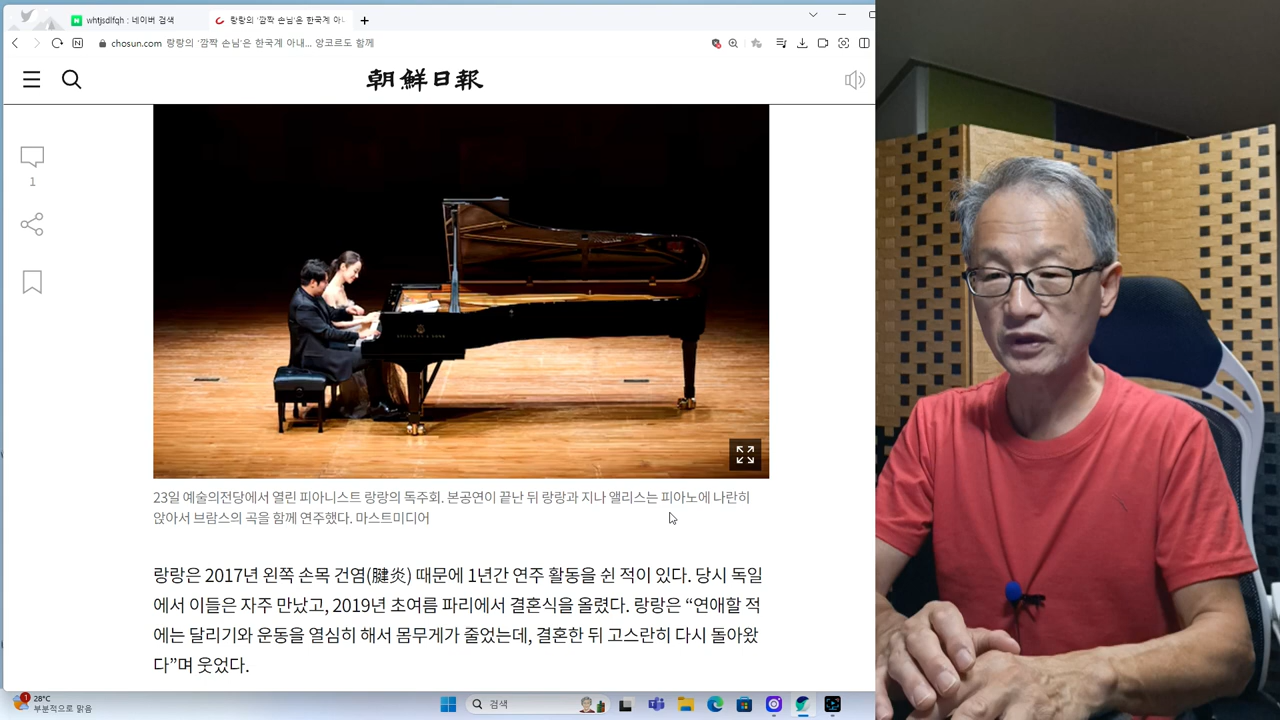 whtjsdlfqh : 네이버 검색
랑랑의 '깜짝 손님'은 한국계 아내
chosun.com 랑랑의 '깜짝 손님'은 한국계 아내... 앙코르도 함께
朝鮮日報
1
23일 예술의전당에서 열린 피아니스트 랑랑의 독주회. 본공연이 끝난 뒤 랑랑과 지나 앨리스는 피아노에 나란히
앉아서 브람스의 곡을 함께 연주했다. 마스트미디어
랑랑은 2017년 왼쪽 손목 건염(腱炎) 때문에 1년간 연주 활동을 쉰 적이 있다. 당시 독일
에서 이들은 자주 만났고, 2019년 초여름 파리에서 결혼식을 올렸다. 랑랑은 “연애할 적
에는 달리기와 운동을 열심히 해서 몸무게가 줄었는데, 결혼한 뒤 고스란히 다시 돌아왔
다”며 웃었다.
1
28°C
부분적으로 맑음
검색